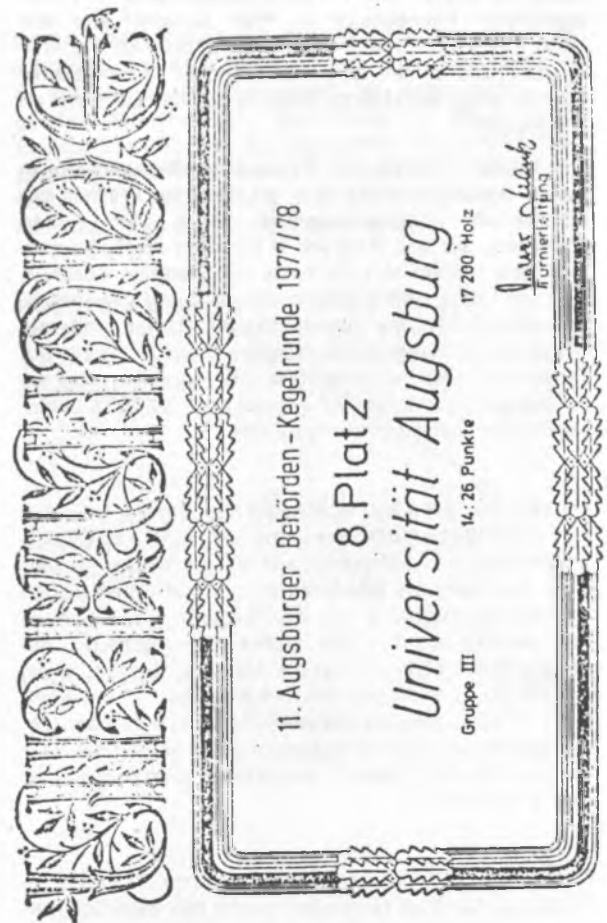 URKUNDE
11. Augsburger Behörden-Kegelrunde 1977/78
8. Platz
Universität Augsburg
Gruppe III 14:26 Punkte 17 200 Holz
Turnierleitung